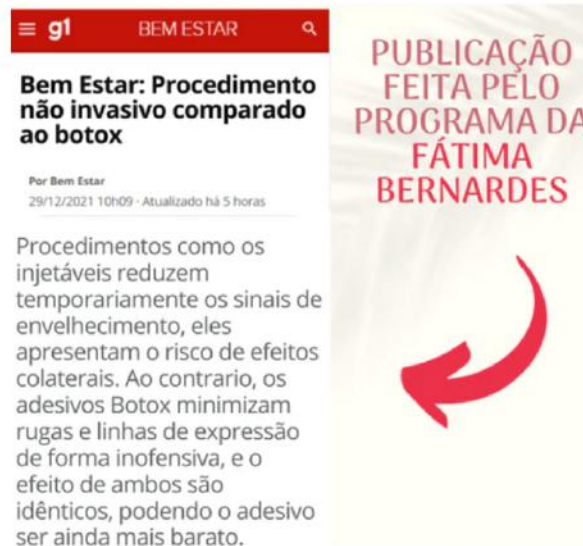 g1 BEM ESTAR
Bem Estar: Procedimento
não invasivo comparado
ao botox
Por Bem Estar
29/12/2021 10h09 - Atualizado há 5 horas
Procedimentos como os
injetáveis reduzem
temporariamente os sinais de
envelhecimento, eles
apresentam o risco de efeitos
colaterais. Ao contrario, os
adesivos Botox minimizam
rugas e linhas de expressão
de forma inofensiva, e o
efeito de ambos são
idênticos, podendo o adesivo
ser ainda mais barato.
PUBLICAÇÃO
FEITA PELO
PROGRAMA DA
FÁTIMA
BERNARDES